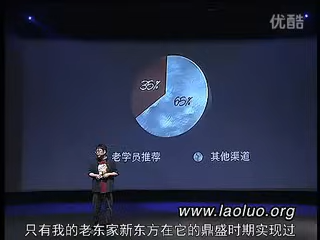 优酷
35%
65%
老学员推荐
其他渠道
www.laoluo.org
只有我的老东家新东方在它的鼎盛时期实现过